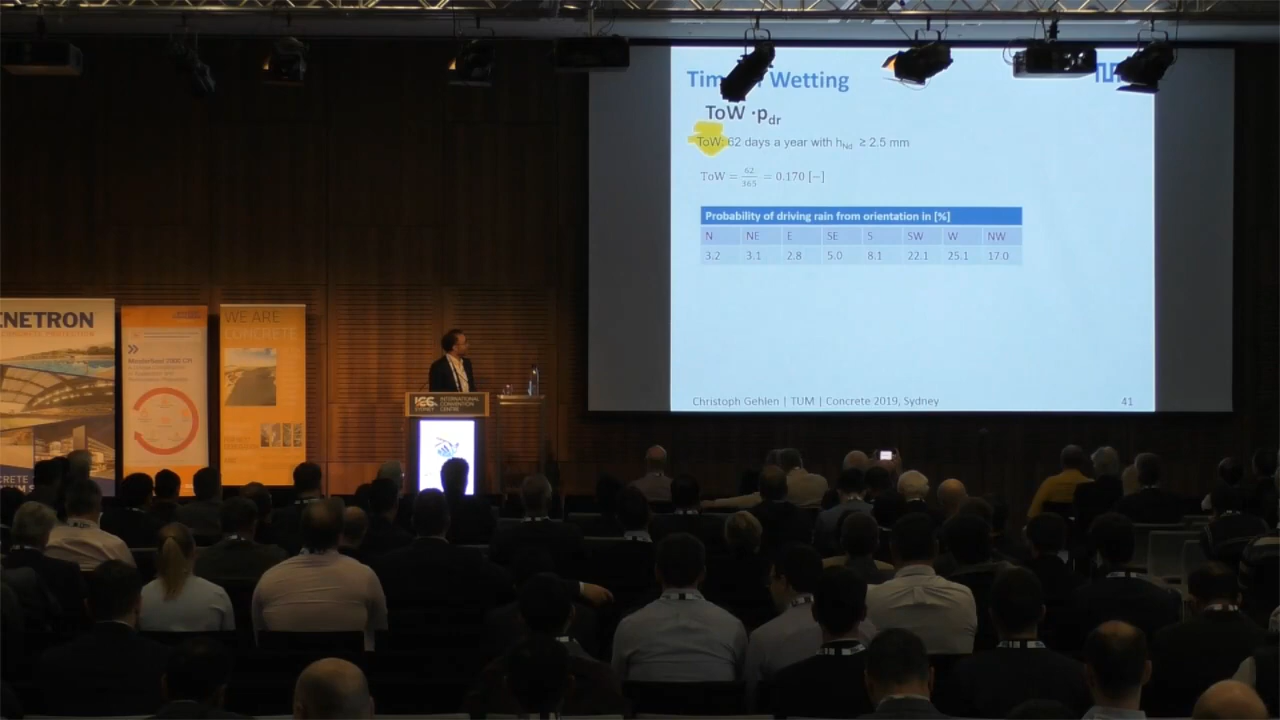 Tim Wetting
ToW ·pdr
ToW: 62 days a year with hNd ≥ 2.5 mm
ToW = 62/365 = 0.170 [−]
Probability of driving rain from orientation in [%]
N NE E SE S SW W NW
3.2 3.1 2.8 5.0 8.1 22.1 25.1 17.0
Christoph Gehlen | TUM | Concrete 2019, Sydney 41
ENETRON
WE ARE
CONCRETE
ICC SYDNEY
INTERNATIONAL
CONVENTION
CENTRE